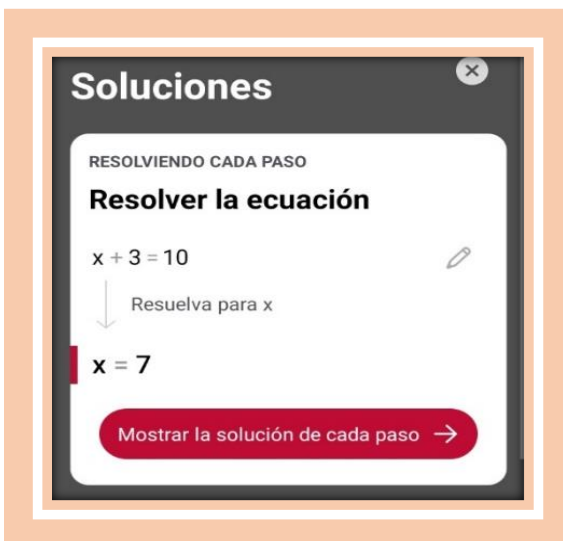 Soluciones
RESOLVIENDO CADA PASO
Resolver la ecuación
x + 3 = 10
Resuelva para x
x = 7
Mostrar la solución de cada paso →